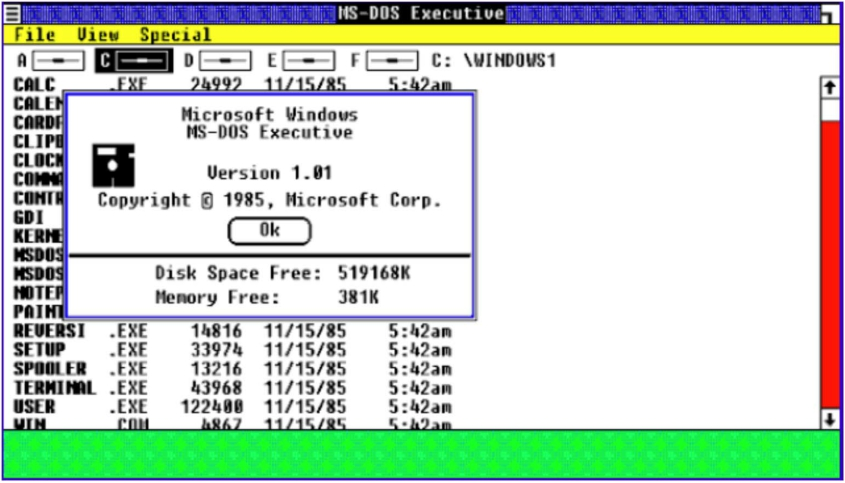 MS-DOS Executive
File View Special
A C D E F C: \WINDOWS1
CALC .EXE 24992 11/15/85 5:42am
CALEN
CARDF
CLIPB
CLOCK
COMMA
CONTR
GDI
KERNE
MSDOS
MSDOS
NOTEP
PAINT
Microsoft Windows
MS-DOS Executive
Version 1.01
Copyright © 1985, Microsoft Corp.
Ok
Disk Space Free: 519168K
Memory Free: 381K
REVERSI .EXE 14816 11/15/85 5:42am
SETUP .EXE 33974 11/15/85 5:42am
SPOOLER .EXE 13216 11/15/85 5:42am
TERMINAL .EXE 43968 11/15/85 5:42am
USER .EXE 122400 11/15/85 5:42am
WIN .COM 4867 11/15/85 5:42am